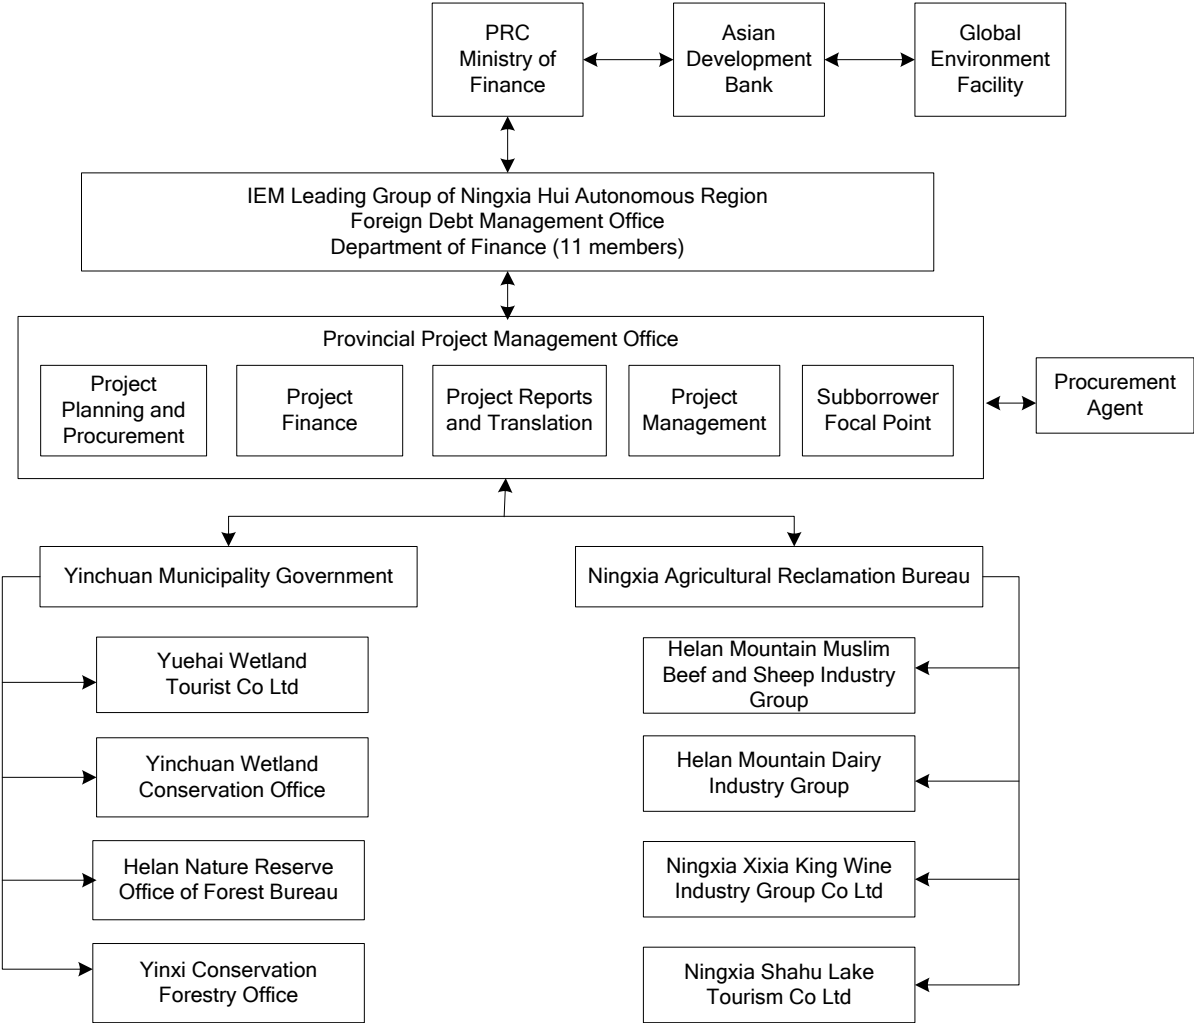 PRC
Ministry of
Finance
Asian
Development
Bank
Global
Environment
Facility
IEM Leading Group of Ningxia Hui Autonomous Region
Foreign Debt Management Office
Department of Finance (11 members)
Provincial Project Management Office
Project
Planning and
Procurement
Project
Finance
Project Reports
and Translation
Project
Management
Subborrower
Focal Point
Procurement
Agent
Yinchuan Municipality Government
Ningxia Agricultural Reclamation Bureau
Yuehai Wetland
Tourist Co Ltd
Yinchuan Wetland
Conservation Office
Helan Nature Reserve
Office of Forest Bureau
Yinxi Conservation
Forestry Office
Helan Mountain Muslim
Beef and Sheep Industry
Group
Helan Mountain Dairy
Industry Group
Ningxia Xixia King Wine
Industry Group Co Ltd
Ningxia Shahu Lake
Tourism Co Ltd